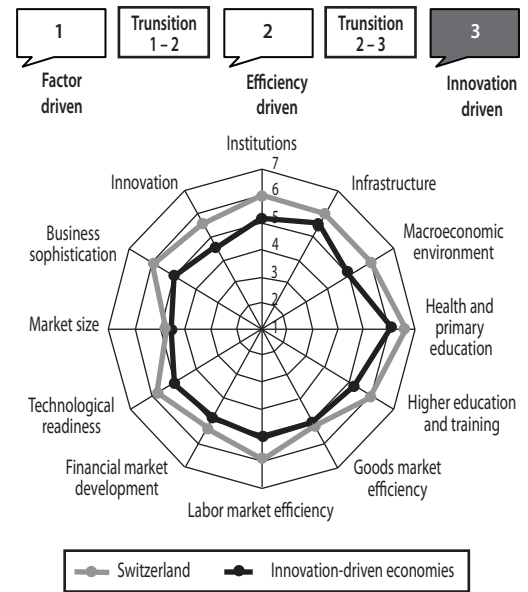 1
Transition
1 – 2
2
Transition
2 – 3
3
Factor
driven
Efficiency
driven
Innovation
driven
Institutions
7
6
5
4
3
2
1
Infrastructure
Macroeconomic
environment
Health and
primary
education
Higher education
and training
Goods market
efficiency
Labor market efficiency
Financial market
development
Technological
readiness
Market size
Business
sophistication
Innovation
Switzerland
Innovation-driven economies